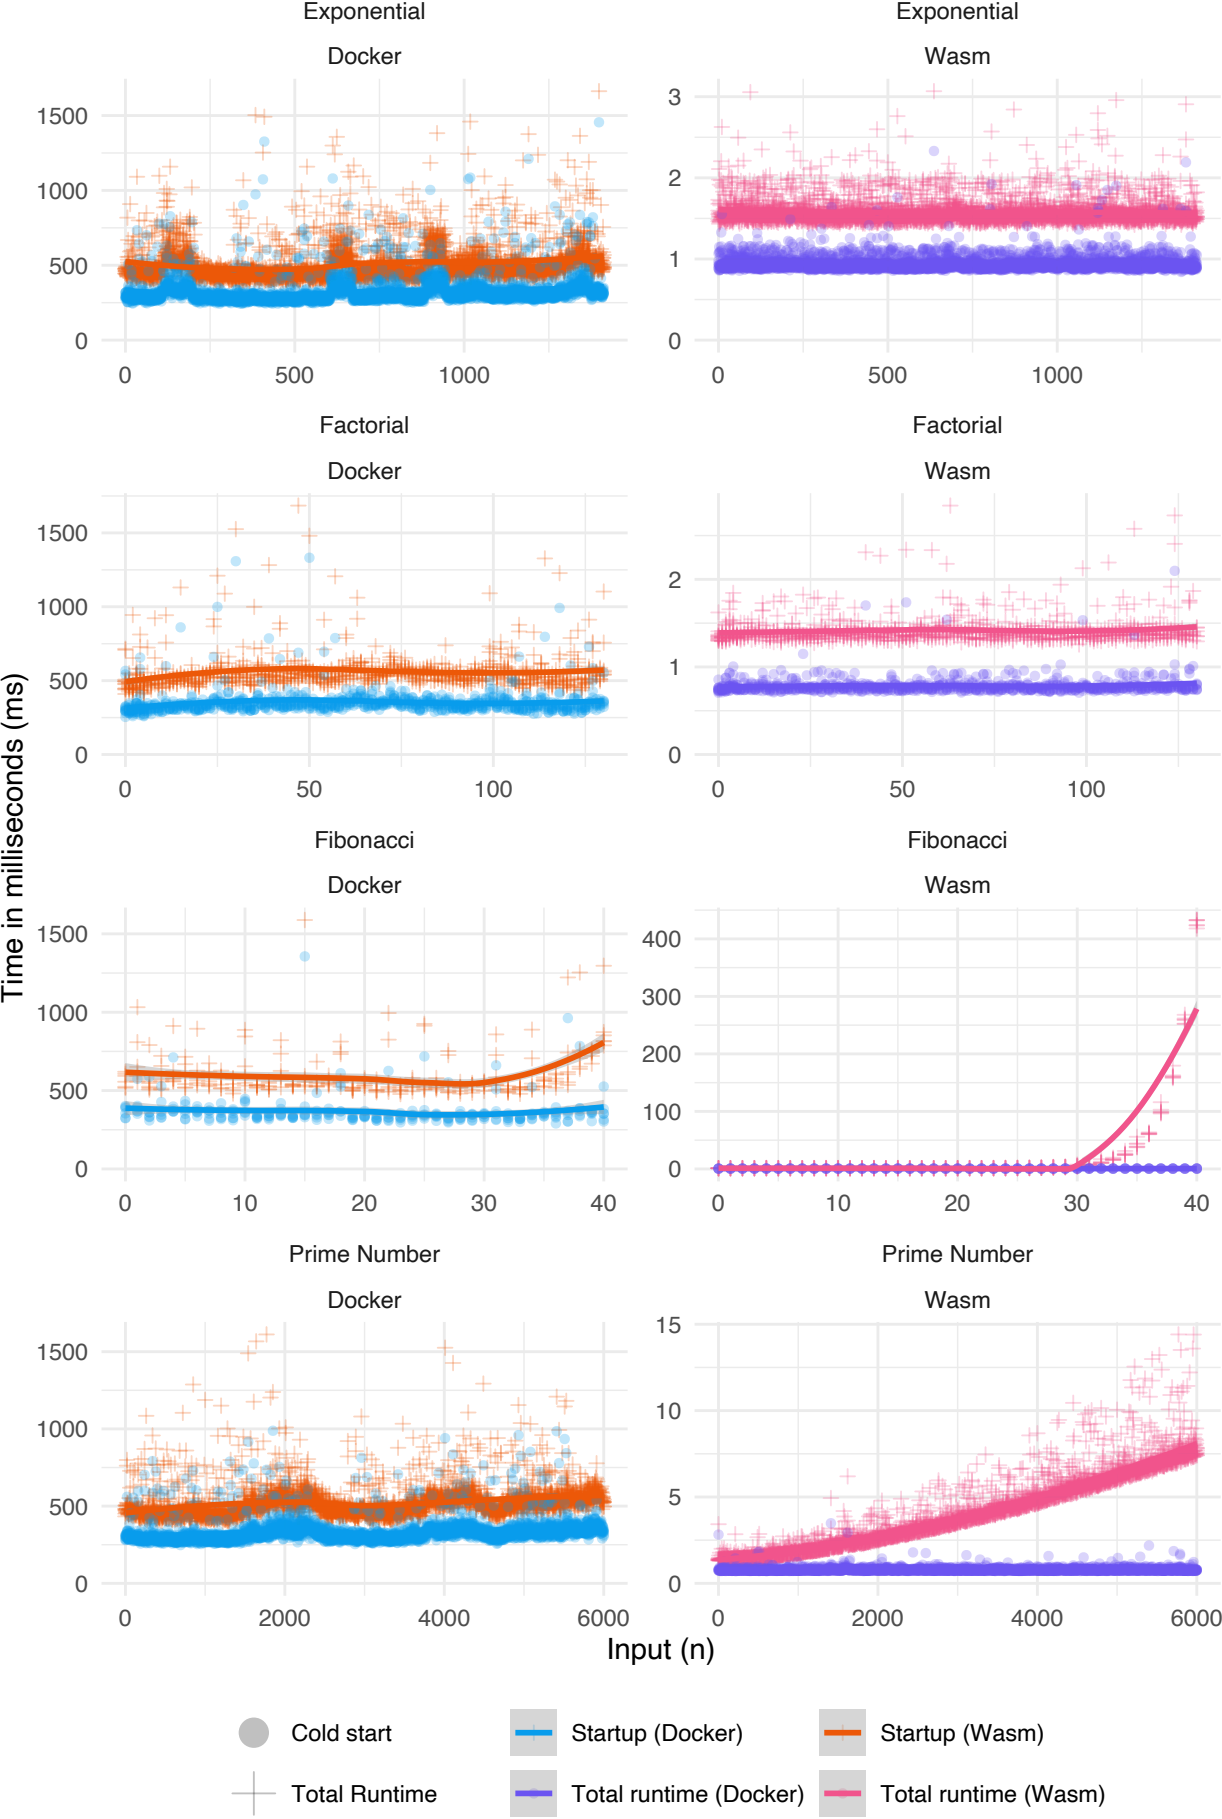 Exponential Exponential
Docker Wasm
1500
1000
500
0
0 500 1000
3
2
1
0
0 500 1000
Factorial Factorial
Docker Wasm
1500
1000
500
0
0 50 100
2
1
0
0 50 100
Fibonacci Fibonacci
Docker Wasm
1500
1000
500
0
0 10 20 30 40
400
300
200
100
0
0 10 20 30 40
Prime Number Prime Number
Docker Wasm
1500
1000
500
0
0 2000 4000 6000
15
10
5
0
0 2000 4000 6000
Time in milliseconds (ms)
Input (n)
Cold start Startup (Docker) Startup (Wasm)
Total Runtime Total runtime (Docker) Total runtime (Wasm)